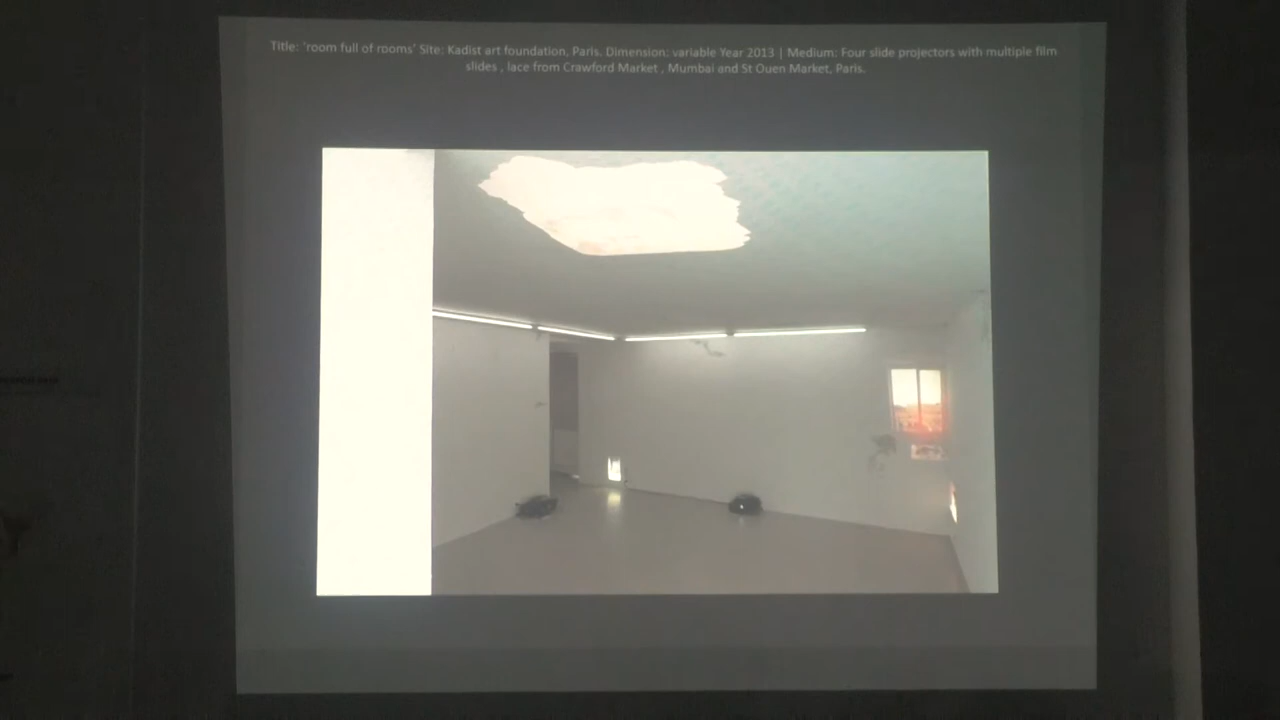 Title: 'room full of rooms' Site: Kadist art foundation, Paris. Dimension: variable Year 2013 | Medium: Four slide projectors with multiple film
slides , lace from Crawford Market , Mumbai and St Ouen Market, Paris.